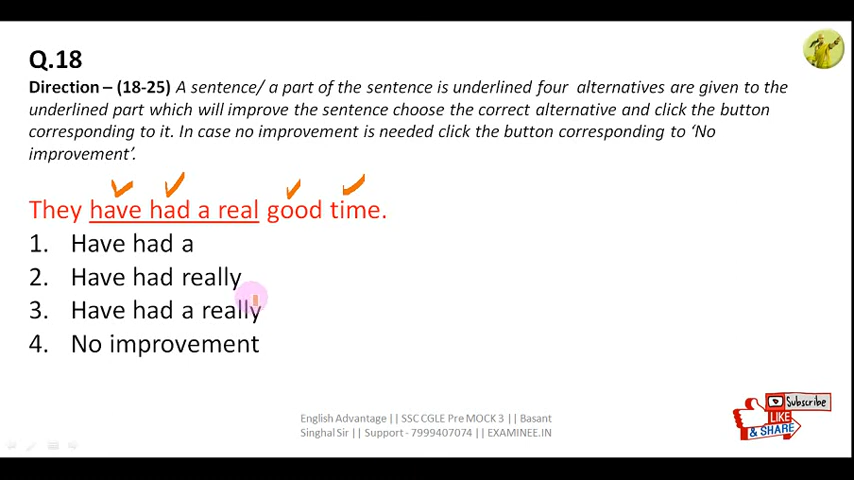 Q.18
Direction – (18-25) A sentence/ a part of the sentence is underlined four alternatives are given to the
underlined part which will improve the sentence choose the correct alternative and click the button
corresponding to it. In case no improvement is needed click the button corresponding to ‘No
improvement’.
They have had a real good time.
1. Have had a
2. Have had really
3. Have had a really
4. No improvement
English Advantage || SSC CGLE Pre MOCK 3 || Basant
Singhal Sir || Support - 7999407074 || EXAMINEE.IN
Subscribe
LIKE
& SHARE